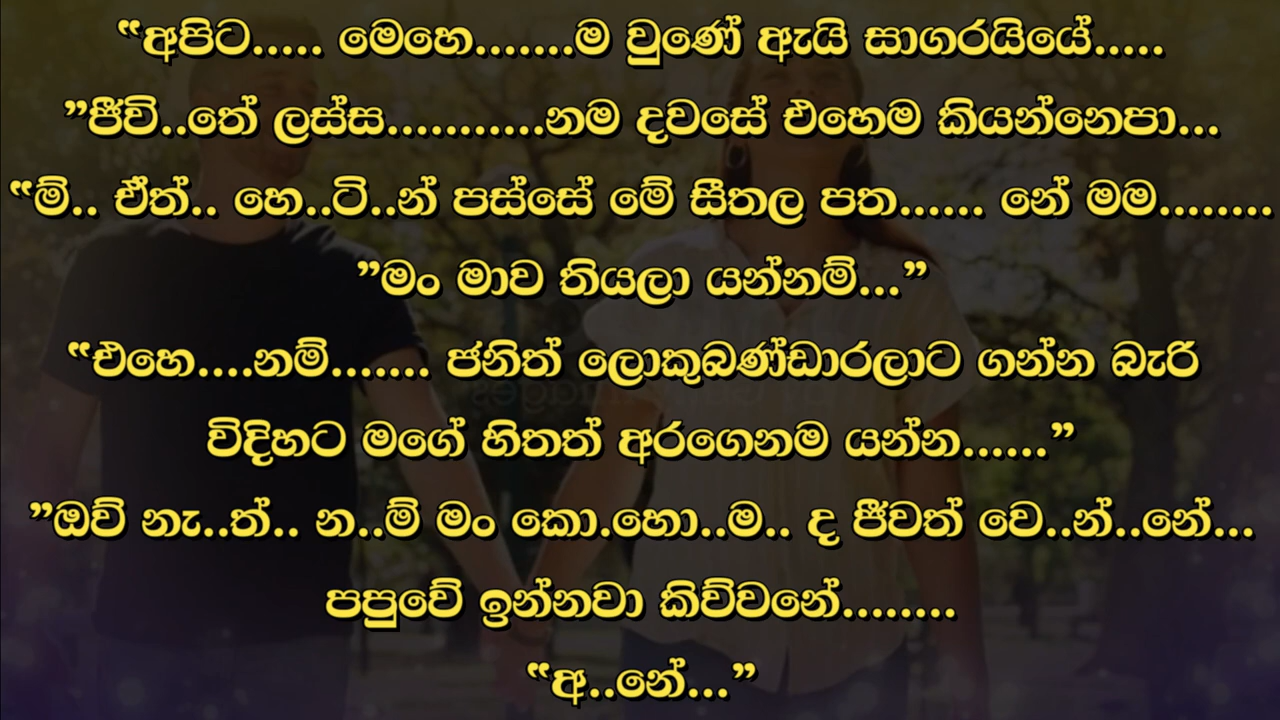 “අපිට..... මෙහෙ.......ම වුණේ ඇයි සාගරයියේ.....
”ජීවි..තේ ලස්ස...........නම දවසේ එහෙම කියන්නෙපා...
“ම්.. ඒත්.. හෙ..ටි..න් පස්සේ මේ සීතල පත...... නේ මම........
”මං මාව තියලා යන්නම්...”
“එහෙ....නම්....... ජනිත් ලොකුබණ්ඩාරලාට ගන්න බැරි
විදිහට මගේ හිතත් අරගෙනම යන්න......”
”ඔව් නැ..ත්.. න..ම් මං කො.හො..ම.. ද ජීවත් වෙ..න්..නේ...
පපුවේ ඉන්නවා කිව්වනේ........
“අ..නේ...”